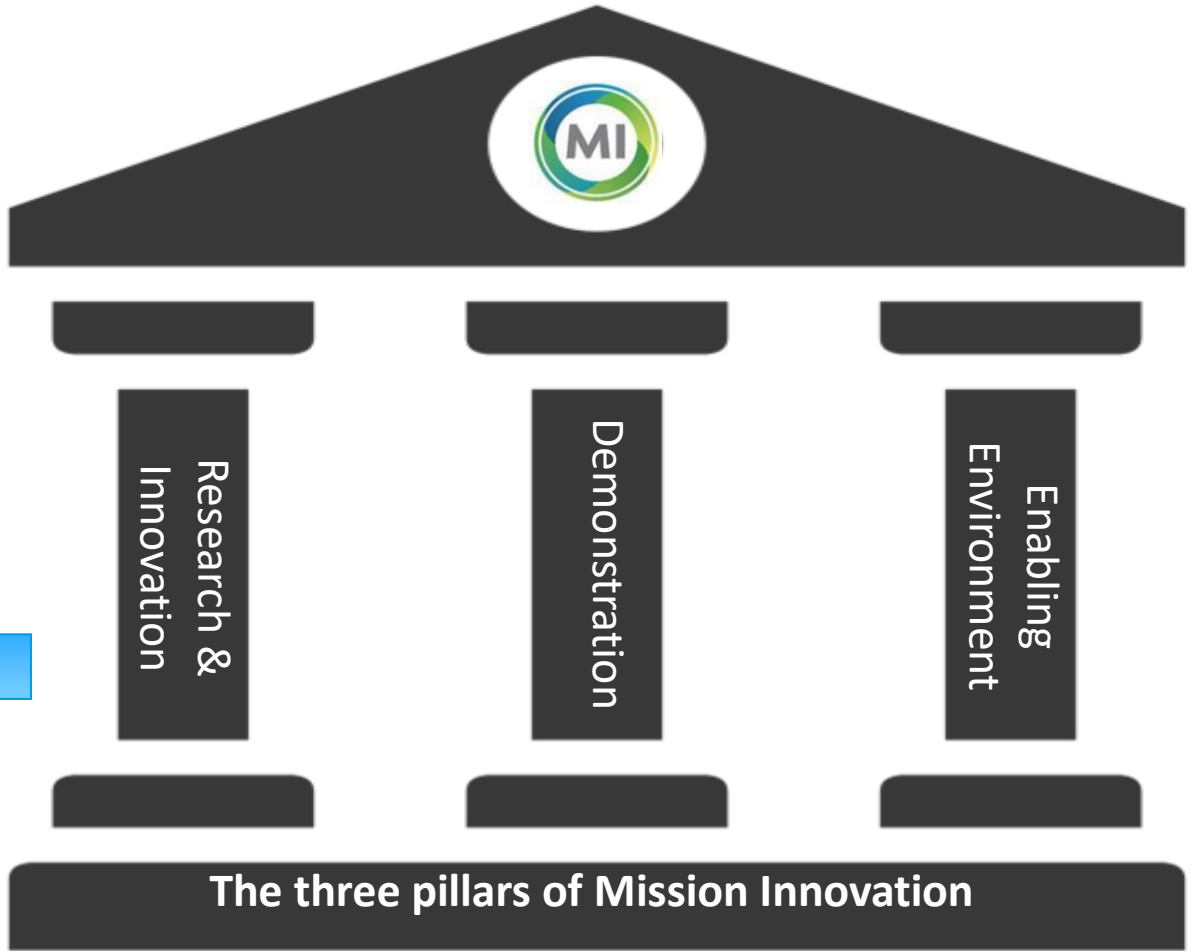 MI
Research &
Innovation
Demonstration
Enabling
Environment
The three pillars of Mission Innovation